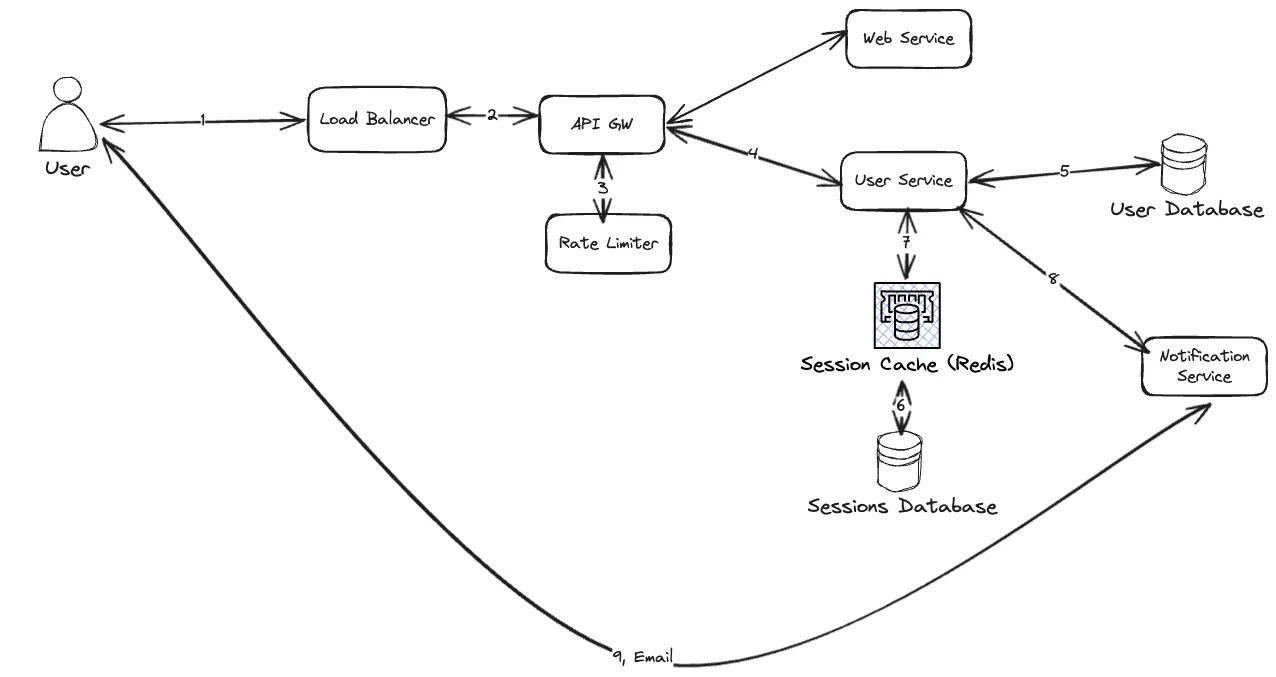 Web Service
User
1
Load Balancer
2
API GW
3
Rate Limiter
4
User Service
5
User Database
7
Session Cache (Redis)
6
Sessions Database
8
Notification
Service
9, Email